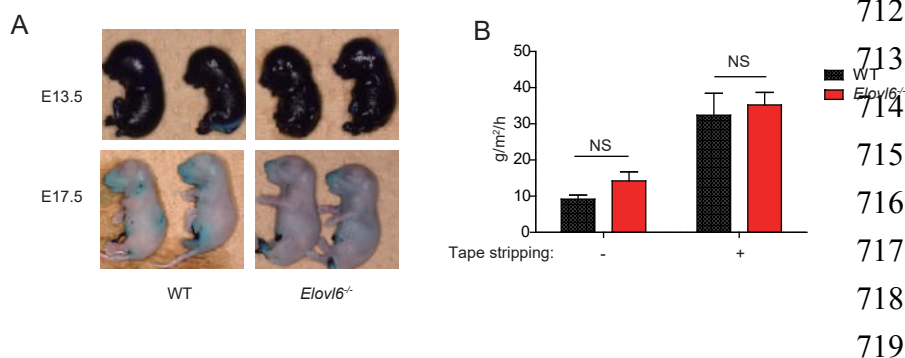 A
E13.5
E17.5
WT
Elovl6-/-
B
50
40
30
20
10
0
g/m²/h
NS
NS
WT
Elovl6-/-
Tape stripping:
-
+
712
713
714
715
716
717
718
719